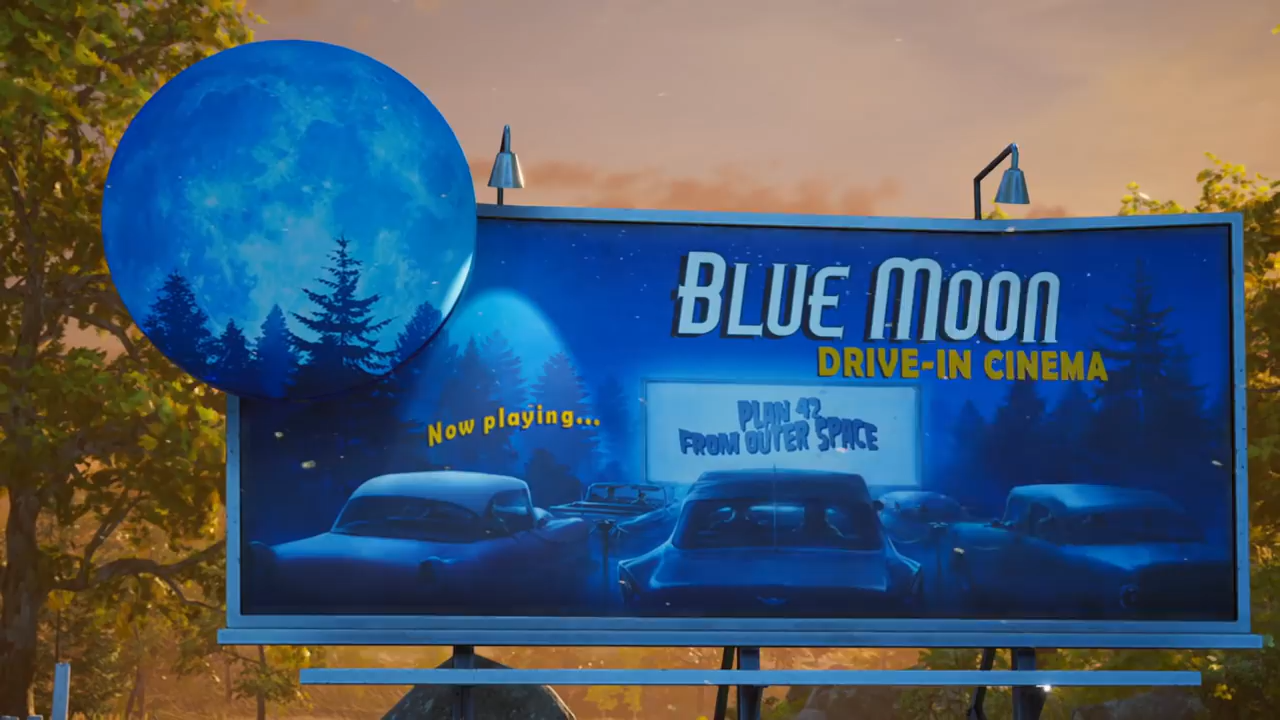 BLUE MOON
DRIVE-IN CINEMA
Now playing...
PLAN 42
FROM OUTER SPACE